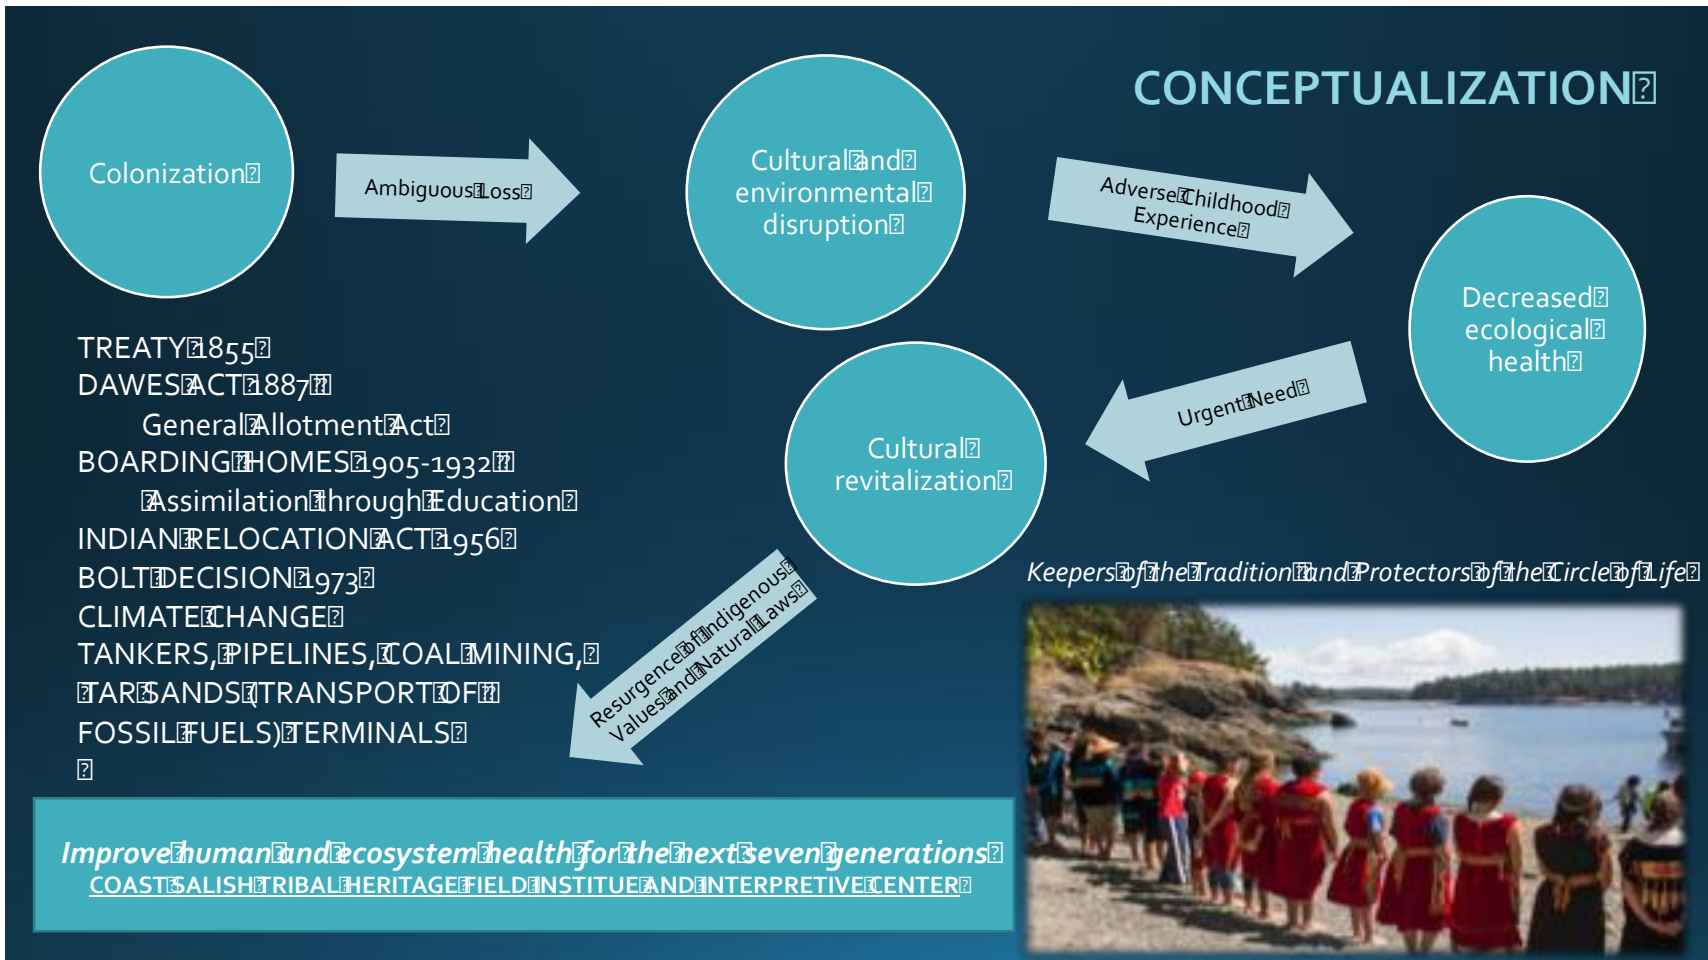 CONCEPTUALIZATION
Colonization
Ambiguous Loss
Cultural and
environmental
disruption
Adverse Childhood
Experience
Decreased
ecological
health
Urgent Need
Cultural
revitalization
Resurgence of Indigenous
Values and Natural Laws
TREATY 1855
DAWES ACT 1887
General Allotment Act
BOARDING HOMES 1905-1932
Assimilation through Education
INDIAN RELOCATION ACT 1956
BOLT DECISION 1973
CLIMATE CHANGE
TANKERS, PIPELINES, COAL MINING,
TAR SANDS (TRANSPORT OF
FOSSIL FUELS) TERMINALS
Keepers of the Tradition and Protectors of the Circle of Life
Improve human and ecosystem health for the next seven generations
COAST SALISH TRIBAL HERITAGE FIELD INSTITUE AND INTERPRETIVE CENTER